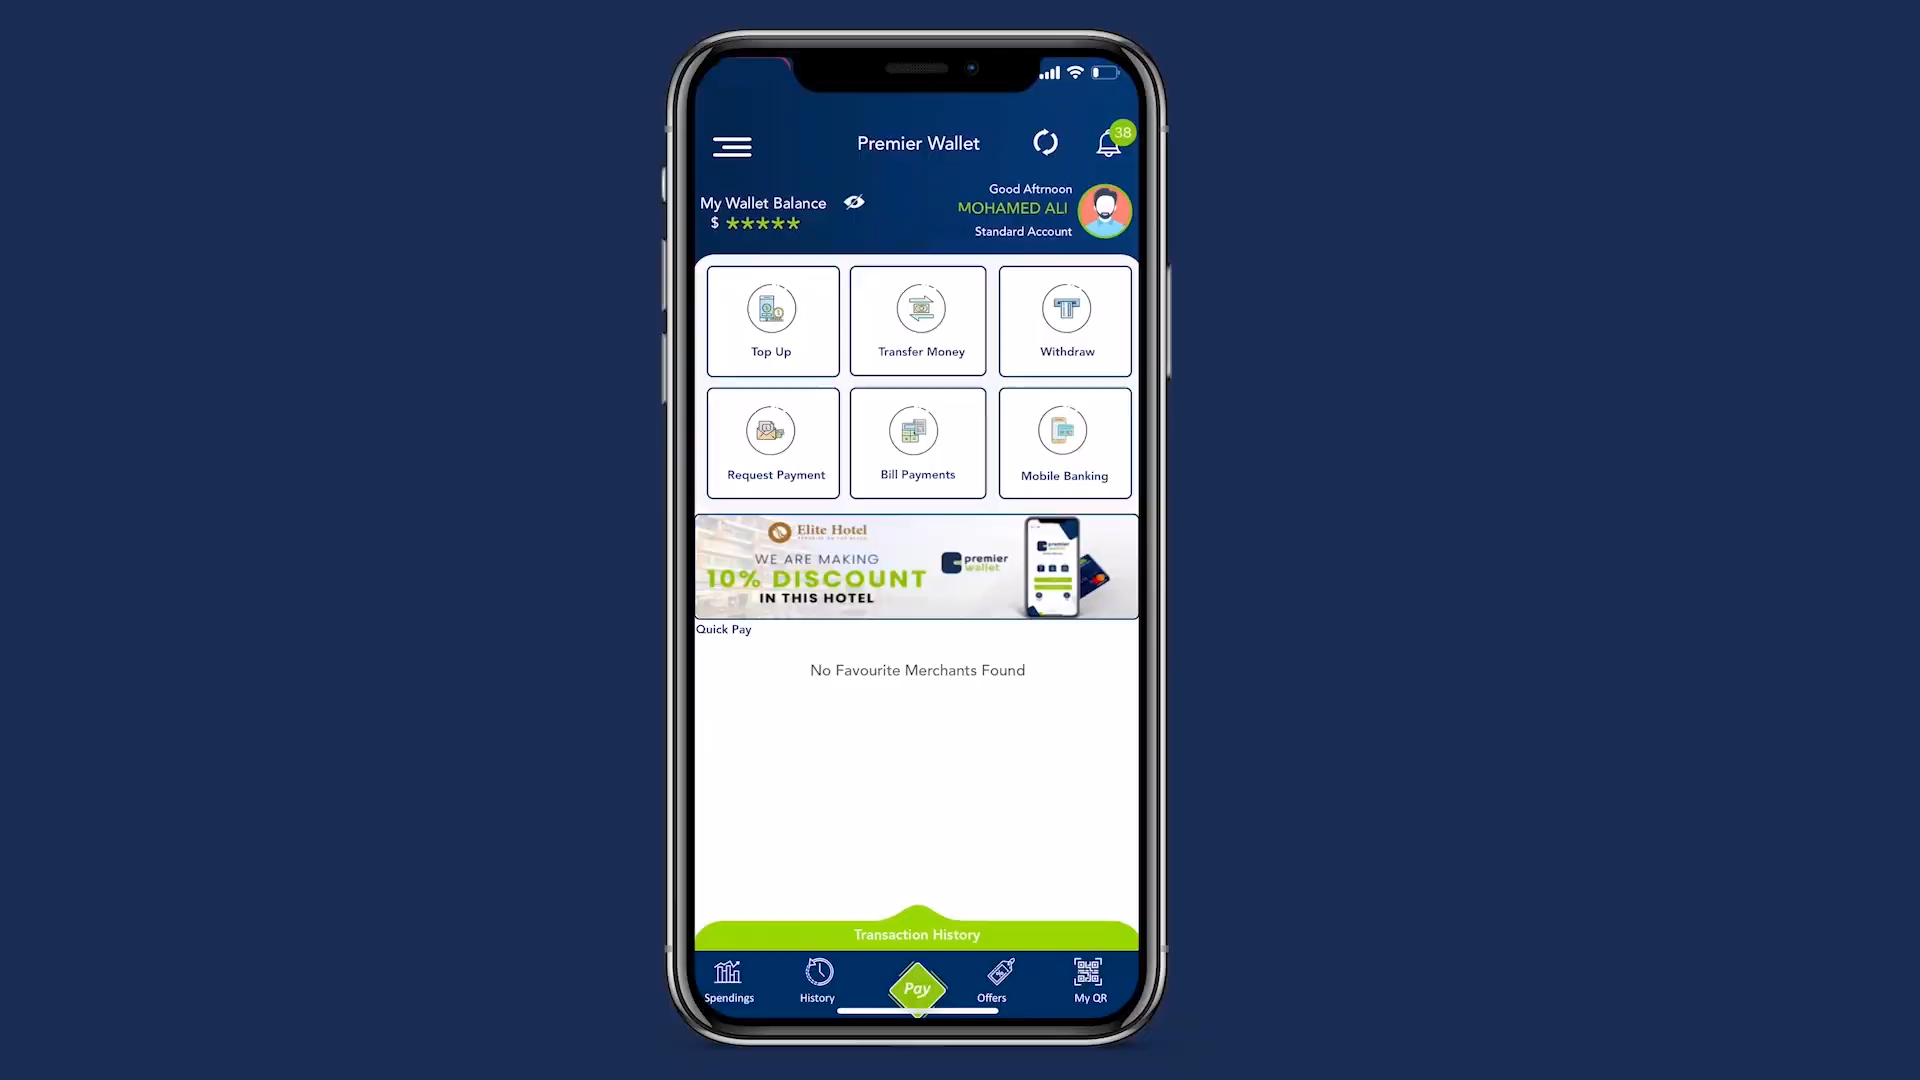 Premier Wallet
38
My Wallet Balance
$ *****
Good Aftrnoon
MOHAMED ALI
Standard Account
Top Up
Transfer Money
Withdraw
Request Payment
Bill Payments
Mobile Banking
Elite Hotel
WE ARE MAKING
10% DISCOUNT
IN THIS HOTEL
premier
wallet
premier
Quick Pay
No Favourite Merchants Found
Transaction History
Spendings
History
Pay
Offers
My QR